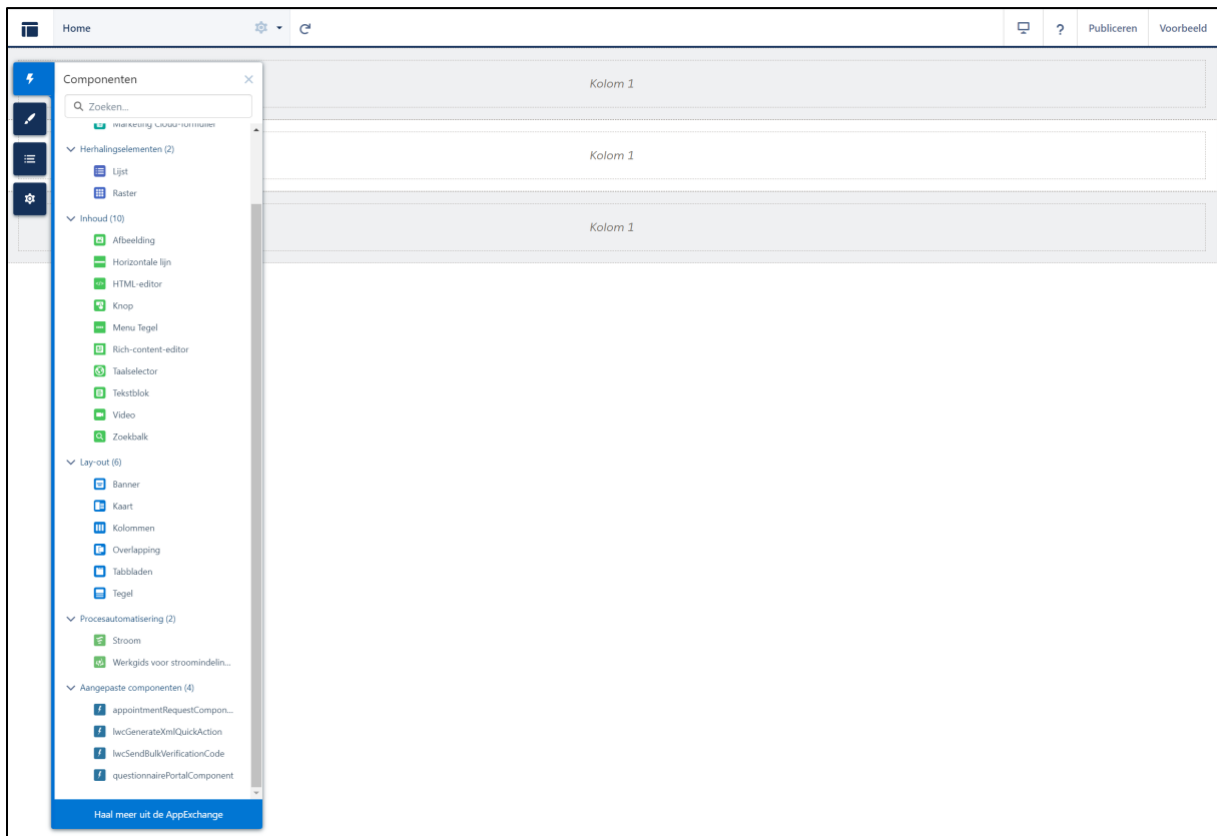 Home
?
Publiceren
Voorbeeld
Componenten
Zoeken...
Marketing Cloud-formulier
Herhalingselementen (2)
Lijst
Raster
Inhoud (10)
Afbeelding
Horizontale lijn
HTML-editor
Knop
Menu Tegel
Rich-content-editor
Taalselector
Tekstblok
Video
Zoekbalk
Lay-out (6)
Banner
Kaart
Kolommen
Overlapping
Tabbladen
Tegel
Procesautomatisering (2)
Stroom
Werkgids voor stroomindelin...
Aangepaste componenten (4)
appointmentRequestCompon...
lwcGenerateXmlQuickAction
lwcSendBulkVerificationCode
questionnairePortalComponent
Haal meer uit de AppExchange
Kolom 1
Kolom 1
Kolom 1